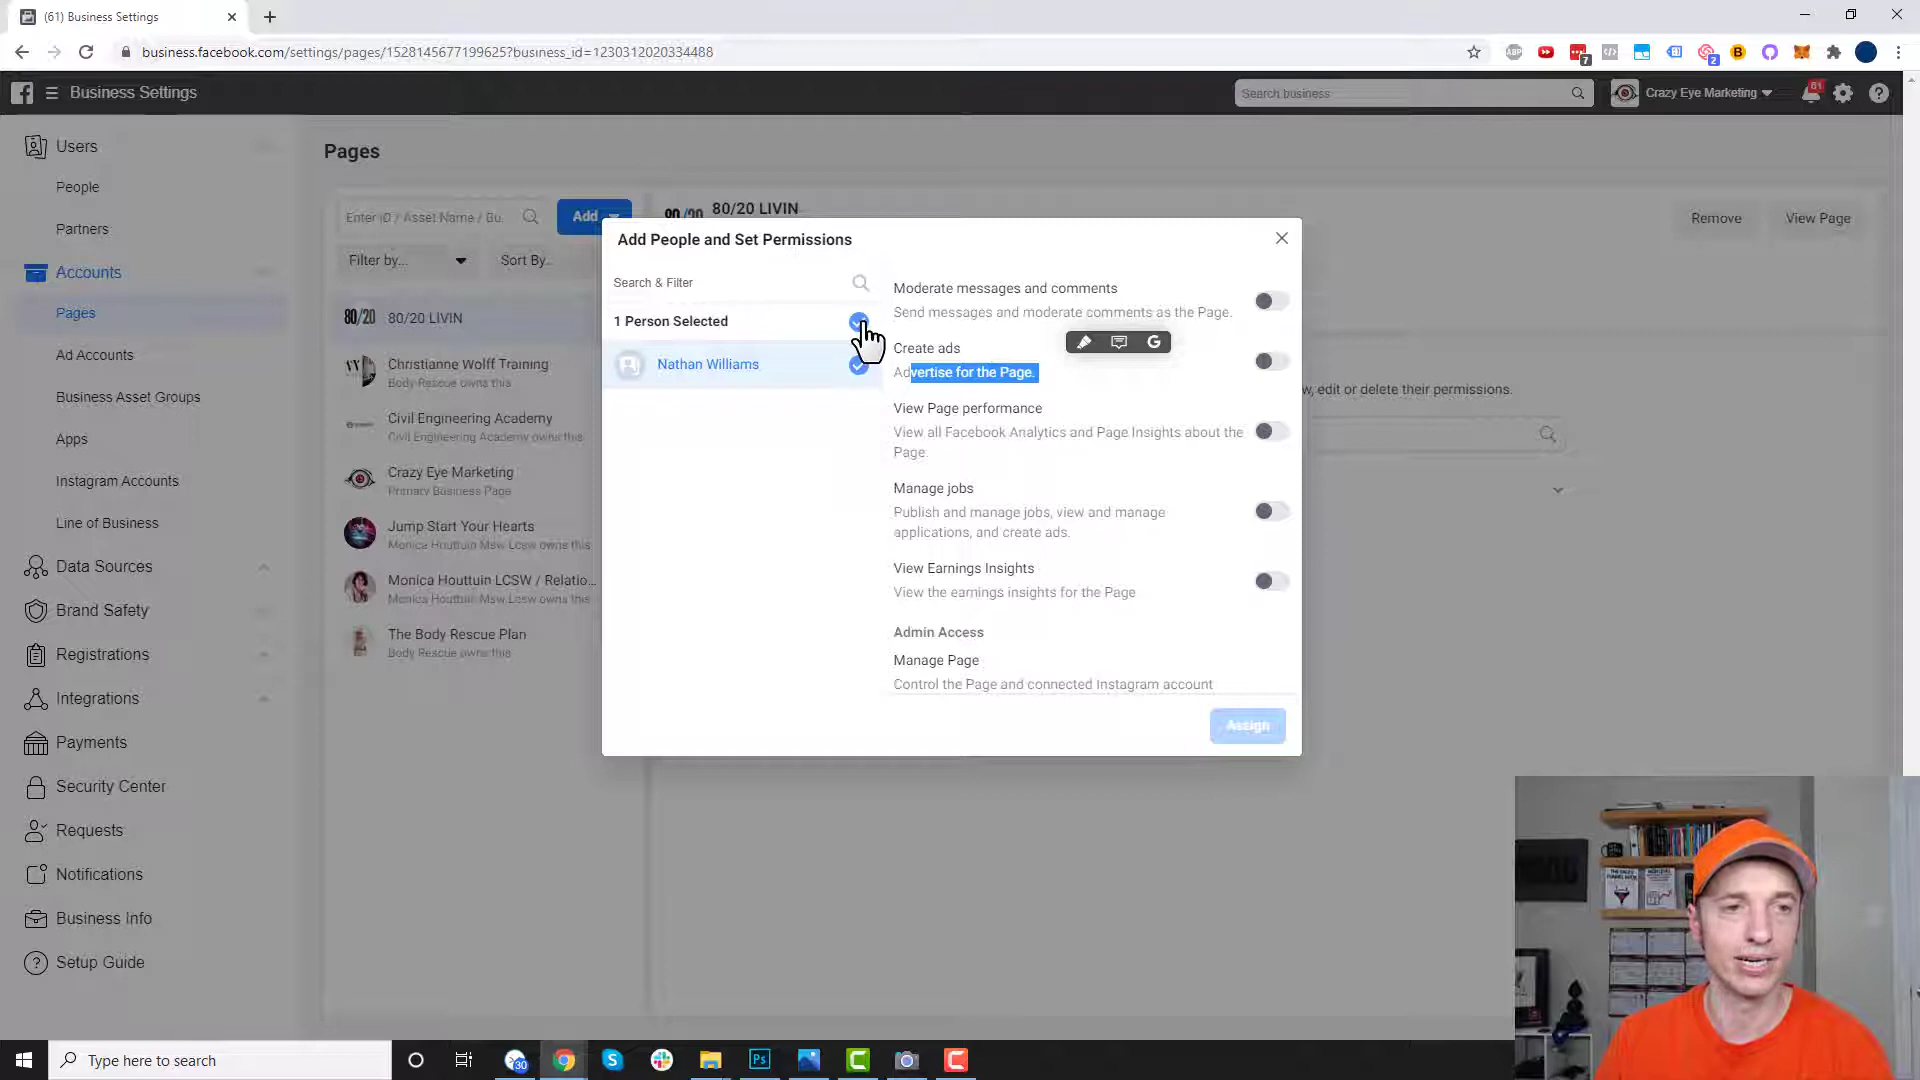 (61) Business Settings
business.facebook.com/settings/pages/1528145677199625?business_id=1230312020334488
ABP
7
2
B
Business Settings
Search business
Crazy Eye Marketing
81
Users
People
Partners
Accounts
Pages
Ad Accounts
Business Asset Groups
Apps
Instagram Accounts
Line of Business
Data Sources
Brand Safety
Registrations
Integrations
Payments
Security Center
Requests
Notifications
Business Info
Setup Guide
Pages
Enter ID / Asset Name / Bu.
Add
Filter by...
Sort By..
80/20 80/20 LIVIN
Christianne Wolff Training
Body Rescue owns this
Civil Engineering Academy
Civil Engineering Academy owns this
Crazy Eye Marketing
Primary Business Page
Jump Start Your Hearts
Monica Houttuin Msw Lcsw owns this
Monica Houttuin LCSW / Relatio...
Monica Houttuin Msw Lcsw owns this
The Body Rescue Plan
Body Rescue owns this
80/20 80/20 LIVIN
Remove
View Page
w, edit or delete their permissions.
Add People and Set Permissions
Search & Filter
1 Person Selected
Nathan Williams
Moderate messages and comments
Send messages and moderate comments as the Page.
Create ads
Advertise for the Page.
G
View Page performance
View all Facebook Analytics and Page Insights about the
Page.
Manage jobs
Publish and manage jobs, view and manage
applications, and create ads.
View Earnings Insights
View the earnings insights for the Page
Admin Access
Manage Page
Control the Page and connected Instagram account
Assign
Type here to search
30
S
Ps